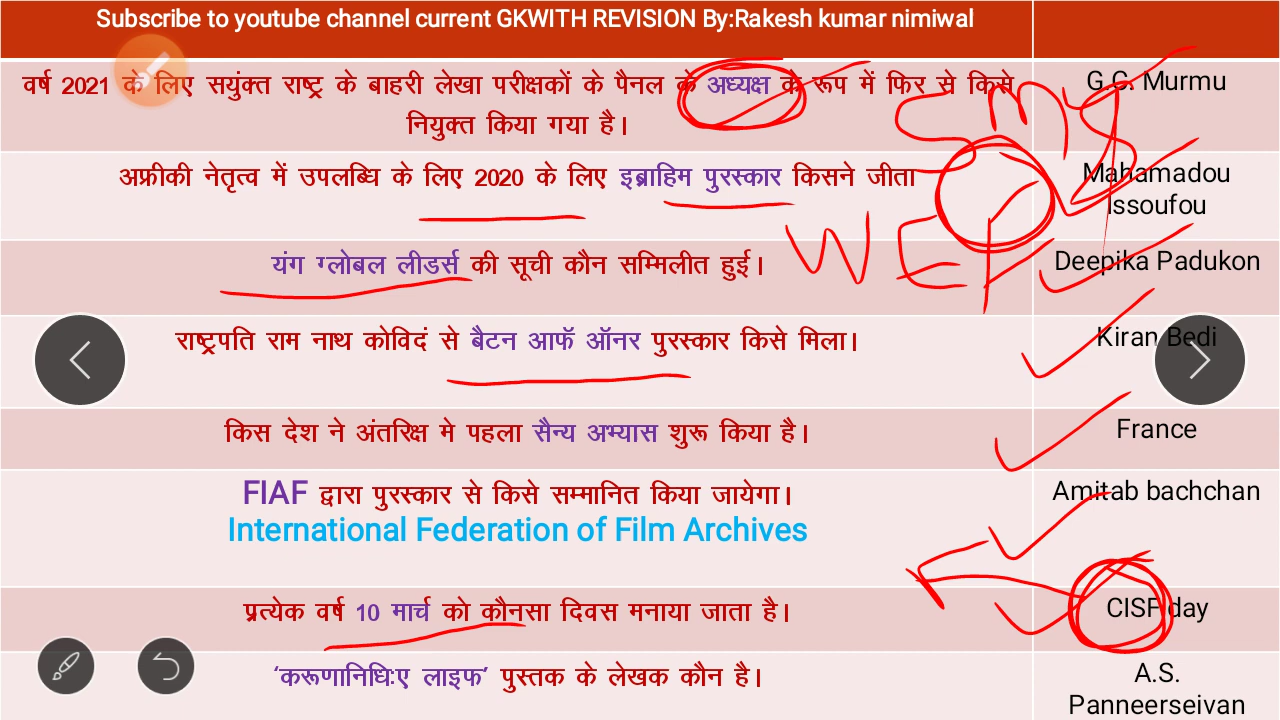 Subscribe to youtube channel current GKWITH REVISION By:Rakesh kumar nimiwal
वर्ष 2021 के लिए सयुंक्त राष्ट्र के बाहरी लेखा परीक्षकों के पैनल के अध्यक्ष के रूप में फिर से किसे
नियुक्त किया गया है।
G.C. Murmu
अफ्रीकी नेतृत्व में उपलब्धि के लिए 2020 के लिए इब्राहिम पुरस्कार किसने जीता
Mahamadou
Issoufou
यंग ग्लोबल लीडर्स की सूची कौन सम्मिलीत हुई।
Deepika Padukon
WEF
राष्ट्रपति राम नाथ कोविदं से बैटन आफॅ ऑनर पुरस्कार किसे मिला।
Kiran Bedi
किस देश ने अंतरिक्ष मे पहला सैन्य अभ्यास शुरू किया है।
France
FIAF द्वारा पुरस्कार से किसे सम्मानित किया जायेगा।
International Federation of Film Archives
Amitab bachchan
प्रत्येक वर्ष 10 मार्च को कौनसा दिवस मनाया जाता है।
CISF day
‘करूणानिधिःए लाइफ’ पुस्तक के लेखक कौन है।
A.S.
Panneerseivan